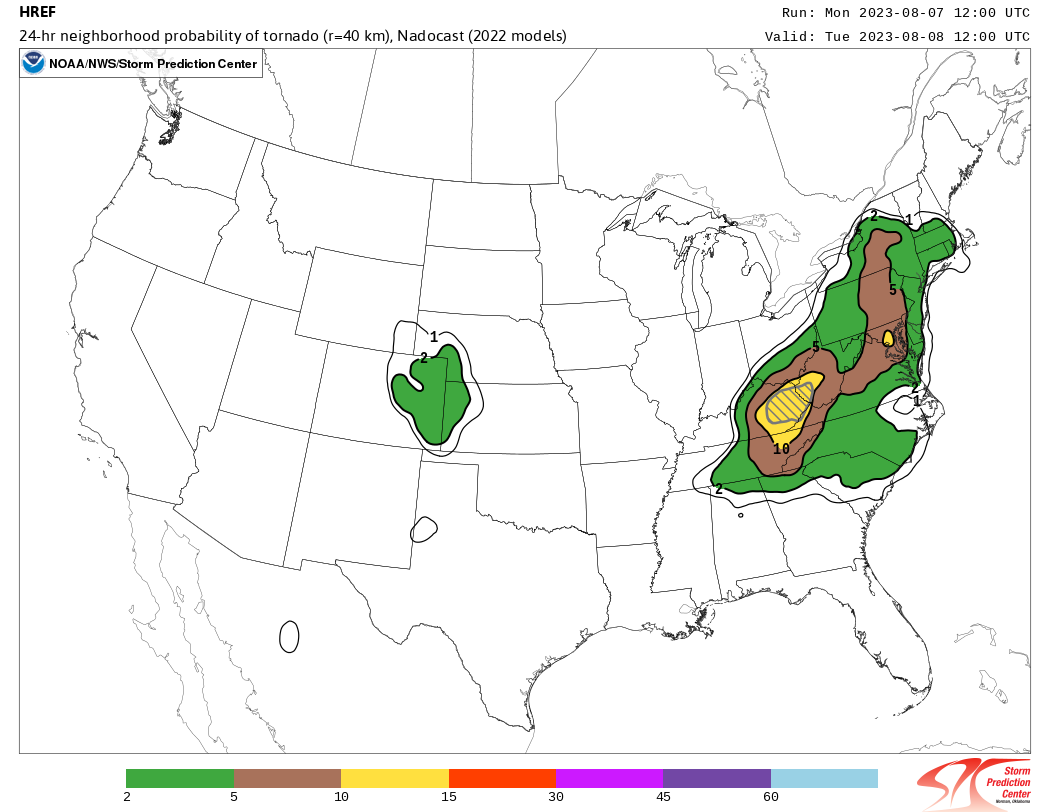 HREF
Run: Mon 2023-08-07 12:00 UTC
24-hr neighborhood probability of tornado (r=40 km), Nadocast (2022 models)
Valid: Tue 2023-08-08 12:00 UTC
NOAA/NWS/Storm Prediction Center
2
1
5
1
5
2
2
1
10
2
2 5 10 15 30 45 60
Storm
Prediction
Center
Norman, Oklahoma